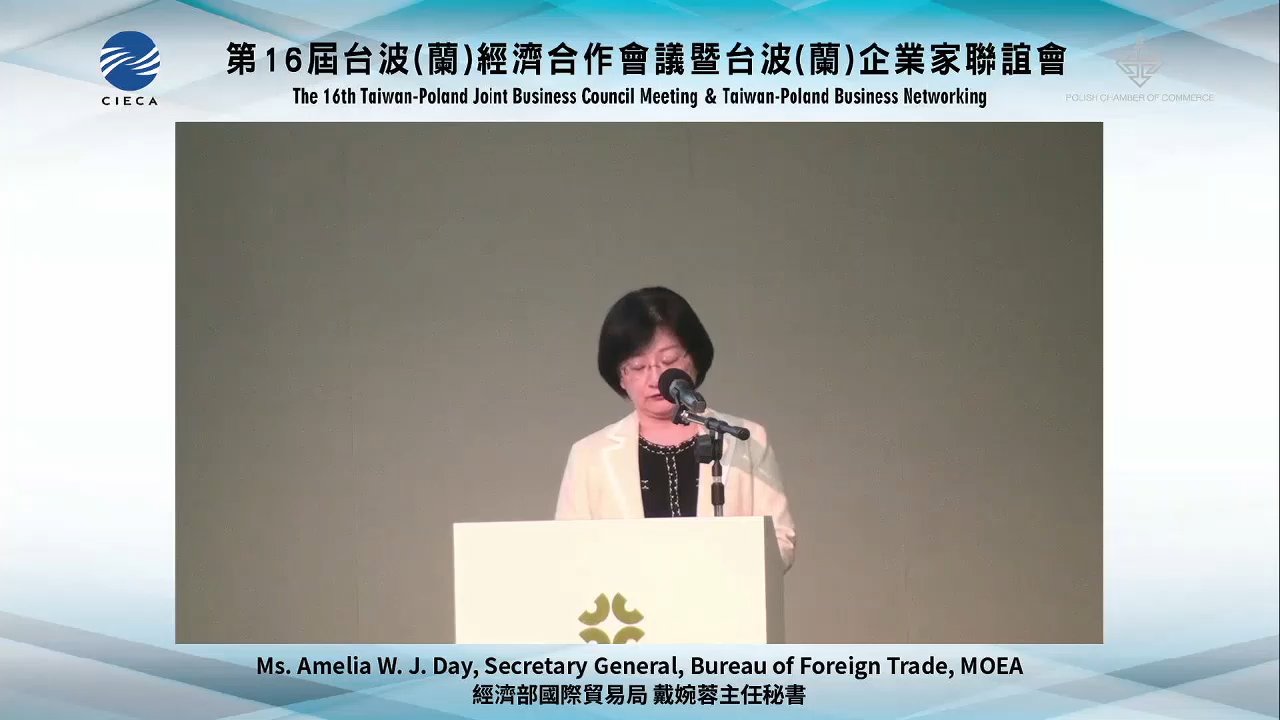 CIECA
第16屆台波(蘭)經濟合作會議暨台波(蘭)企業家聯誼會
The 16th Taiwan-Poland Joint Business Council Meeting & Taiwan-Poland Business Networking
POLISH CHAMBER OF COMMERCE
Ms. Amelia W. J. Day, Secretary General, Bureau of Foreign Trade, MOEA
經濟部國際貿易局 戴婉蓉主任秘書